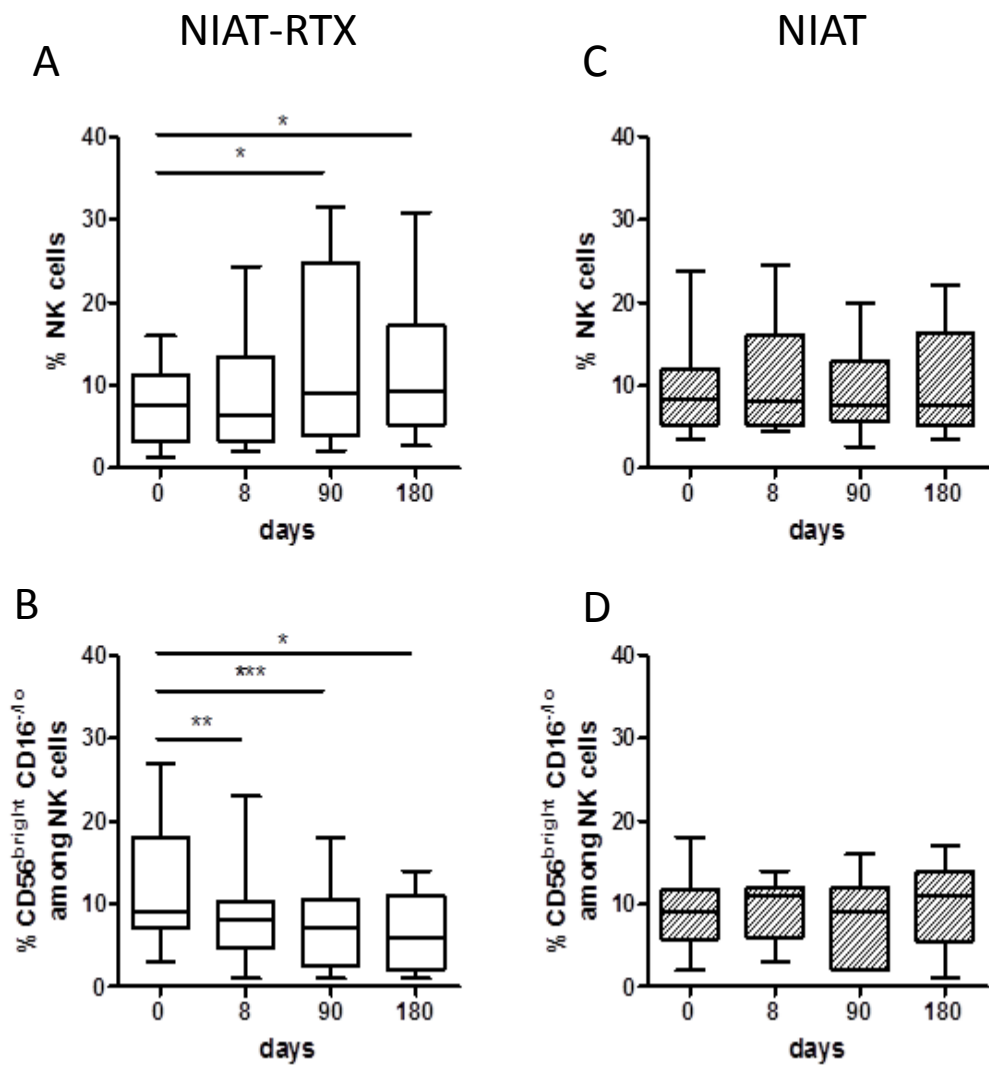 NIAT-RTX
NIAT
A
*
*
40
30
20
10
0
% NK cells
0 8 90 180
days
C
40
30
20
10
0
% NK cells
0 8 90 180
days
B
*
***
**
40
30
20
10
0
% CD56bright CD16-/lo
among NK cells
0 8 90 180
days
D
40
30
20
10
0
% CD56bright CD16-/lo
among NK cells
0 8 90 180
days